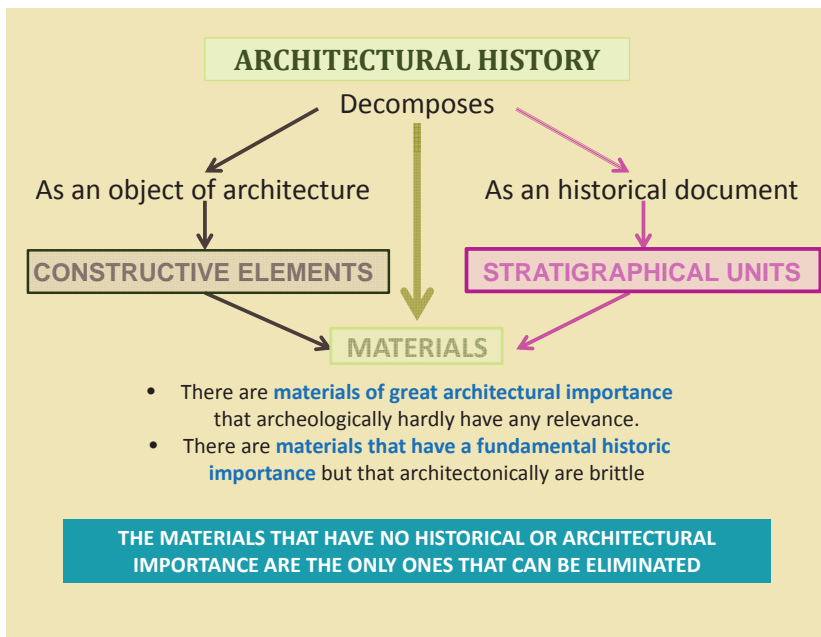 ARCHITECTURAL HISTORY
Decomposes
As an object of architecture
As an historical document
CONSTRUCTIVE ELEMENTS
STRATIGRAPHICAL UNITS
MATERIALS
• There are materials of great architectural importance
that archeologically hardly have any relevance.
• There are materials that have a fundamental historic
importance but that architectonically are brittle
THE MATERIALS THAT HAVE NO HISTORICAL OR ARCHITECTURAL
IMPORTANCE ARE THE ONLY ONES THAT CAN BE ELIMINATED